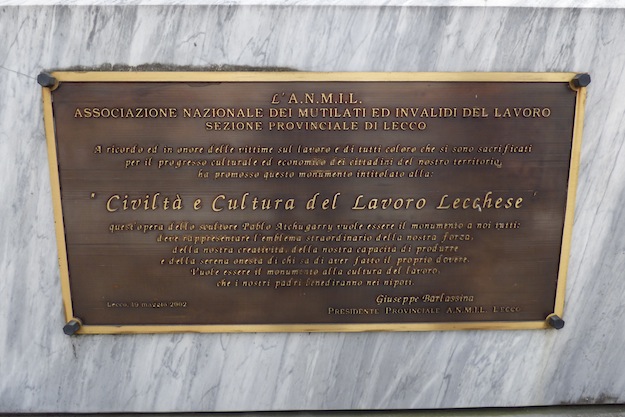 L'A.N.M.I.L.
ASSOCIAZIONE NAZIONALE DEI MUTILATI ED INVALIDI DEL LAVORO
SEZIONE PROVINCIALE DI LECCO
A ricordo ed in onore delle vittime sul lavoro e di tutti coloro che si sono sacrificati
per il progresso culturale ed economico dei cittadini del nostro territorio,
ha promosso questo monumento intitolato alla:
"Civiltà e Cultura del Lavoro Lecchese"
quest'opera dello scultore Pablo Atchugarry vuole essere il monumento a noi tutti:
deve rappresentare l'emblema straordinario della nostra forza,
della nostra creatività, della nostra capacità di produrre
e della serena onestà di chi sa di aver fatto il proprio dovere.
Vuole essere il monumento alla cultura del lavoro,
che i nostri padri benediranno nei nipoti.
Lecco, maggio 2002
Giuseppe Barlassina
PRESIDENTE PROVINCIALE A.N.M.I.L. LECCO